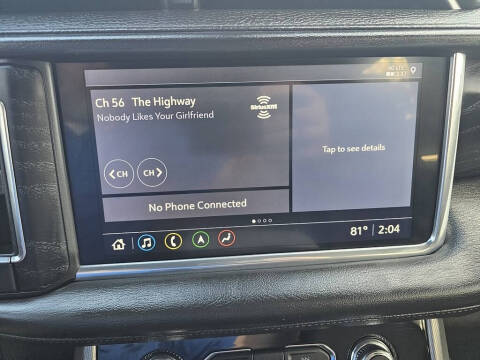 Ch 56 The Highway
Nobody Likes Your Girlfriend
SiriusXM
Tap to see details
CH
CH
No Phone Connected
81° 2:04